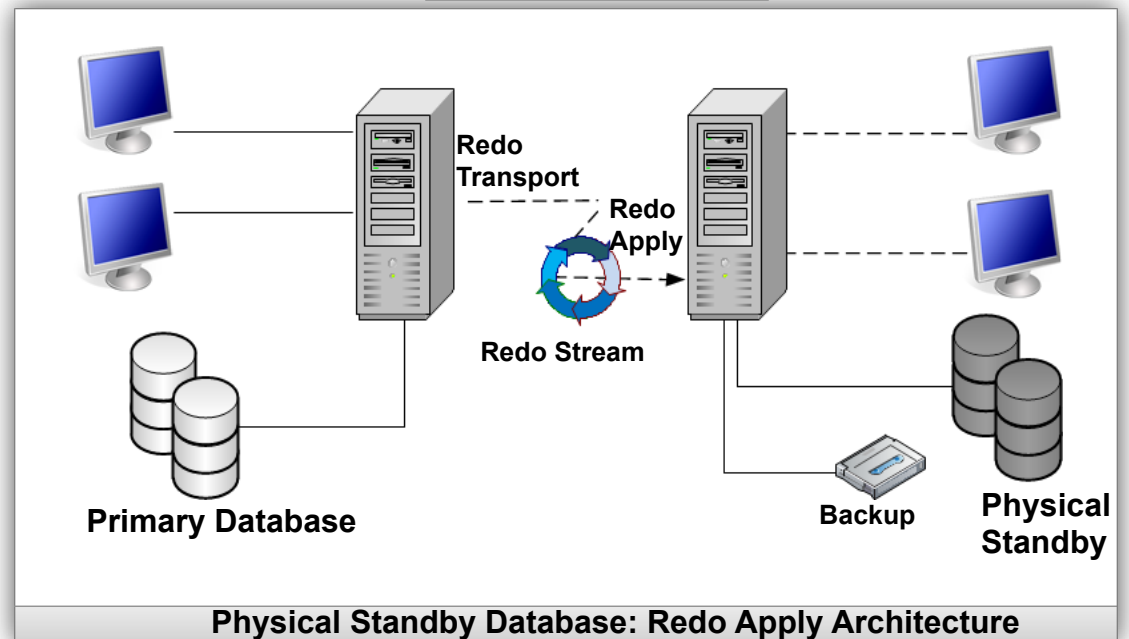 Redo
Transport
Redo
Apply
Redo Stream
Primary Database
Backup
Physical
Standby
Physical Standby Database: Redo Apply Architecture